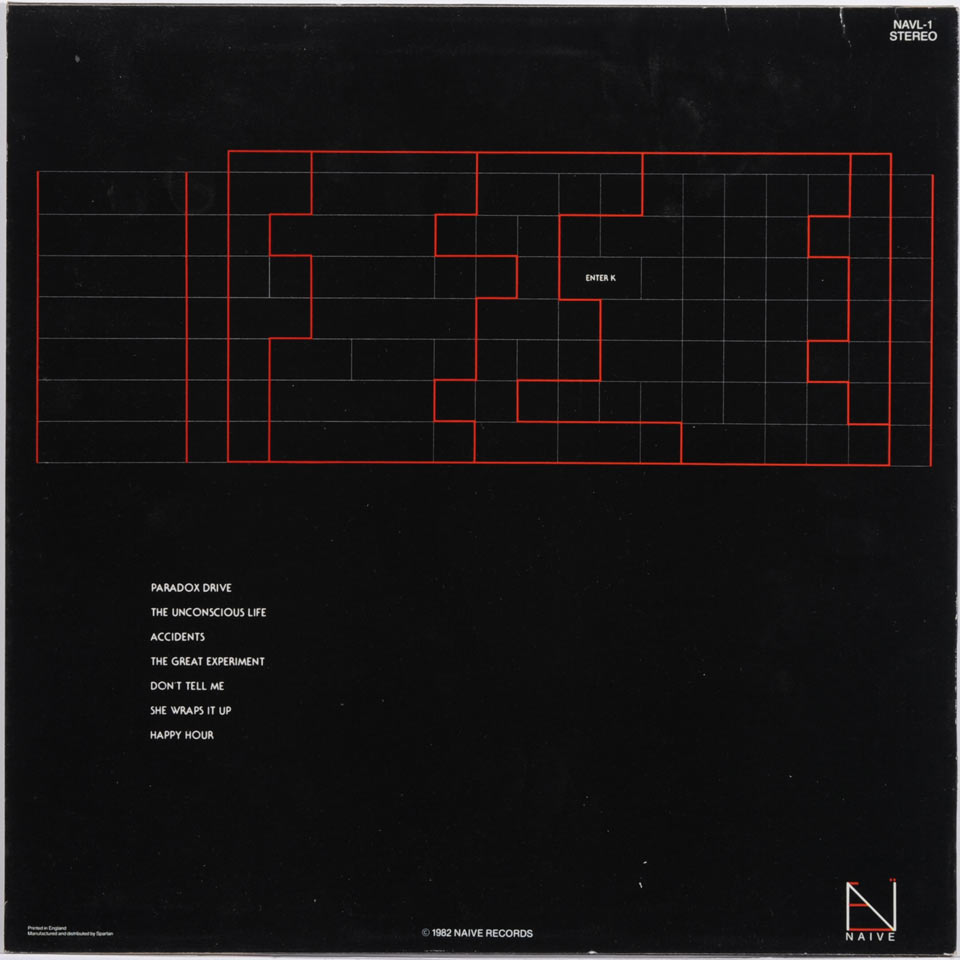 NAVL-1
STEREO
ENTER K
PARADOX DRIVE
THE UNCONSCIOUS LIFE
ACCIDENTS
THE GREAT EXPERIMENT
DON'T TELL ME
SHE WRAPS IT UP
HAPPY HOUR
Printed in England
Manufactured and distributed by Spartan
© 1982 NAIVE RECORDS
NAIVE